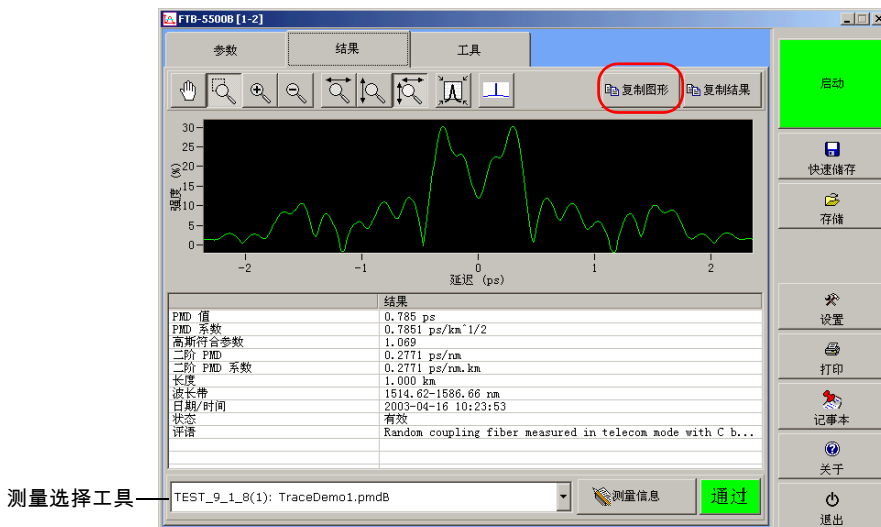 FTB-5500B [1-2]
参数
结果
工具
复制图形
复制结果
启动
快速储存
存储
设置
打印
记事本
关于
退出
强度 (%)
30
25
20
15
10
5
0
-2
-1
0
1
2
延迟 (ps)
结果
PMD 值 0.785 ps
PMD 系数 0.7851 ps/km^1/2
高斯符合参数 1.069
二阶 PMD 0.2771 ps/nm
二阶 PMD 系数 0.2771 ps/nm.km
长度 1.000 km
波长带 1514.62-1586.66 nm
日期/时间 2003-04-16 10:23:53
状态 有效
评语 Random coupling fiber measured in telecom mode with C b...
测量选择工具
TEST_9_1_8(1): TraceDemo1.pmdB
测量信息
通过